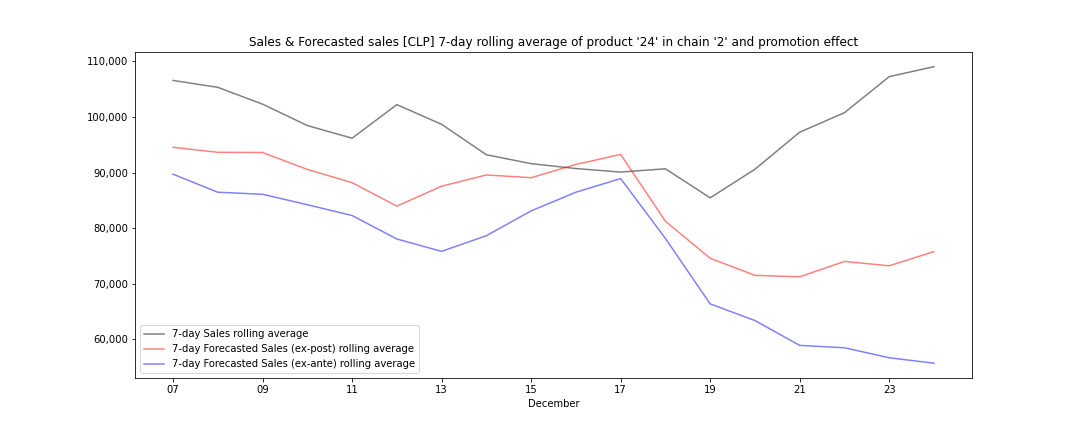 Sales & Forecasted sales [CLP] 7-day rolling average of product '24' in chain '2' and promotion effect
110,000
100,000
90,000
80,000
70,000
60,000
7-day Sales rolling average
7-day Forecasted Sales (ex-post) rolling average
7-day Forecasted Sales (ex-ante) rolling average
07 09 11 13 15 17 19 21 23
December